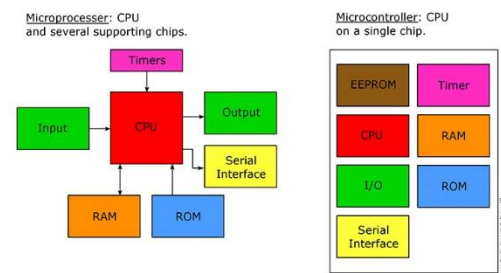 Microprocesser: CPU
and several supporting chips.
Timers
Input
CPU
Output
Serial
Interface
RAM
ROM
Microcontroller: CPU
on a single chip.
EEPROM
Timer
CPU
RAM
I/O
ROM
Serial
Interface